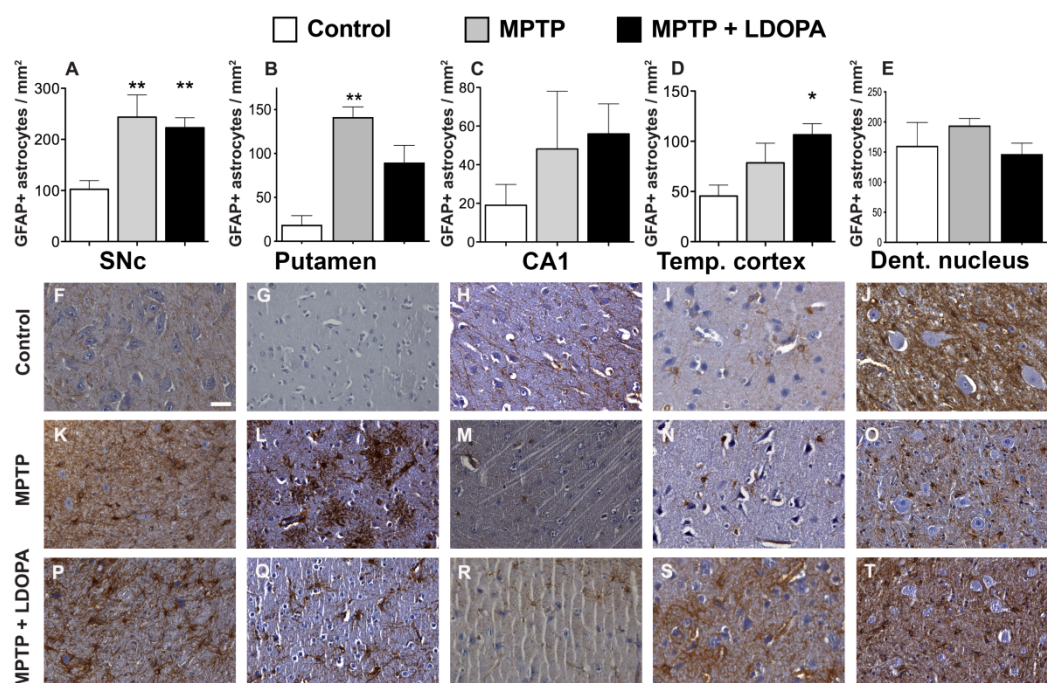 Control MPTP MPTP + LDOPA
A B C D E
GFAP+ astrocytes / mm²
300
200
100
0
**
**
SNc
GFAP+ astrocytes / mm²
150
100
50
0
**
Putamen
GFAP+ astrocytes / mm²
80
60
40
20
0
CA1
GFAP+ astrocytes / mm²
150
100
50
0
*
Temp. cortex
GFAP+ astrocytes / mm²
200
150
100
50
0
Dent. nucleus
Control
F G H I J
MPTP
K L M N O
MPTP + LDOPA
P Q R S T